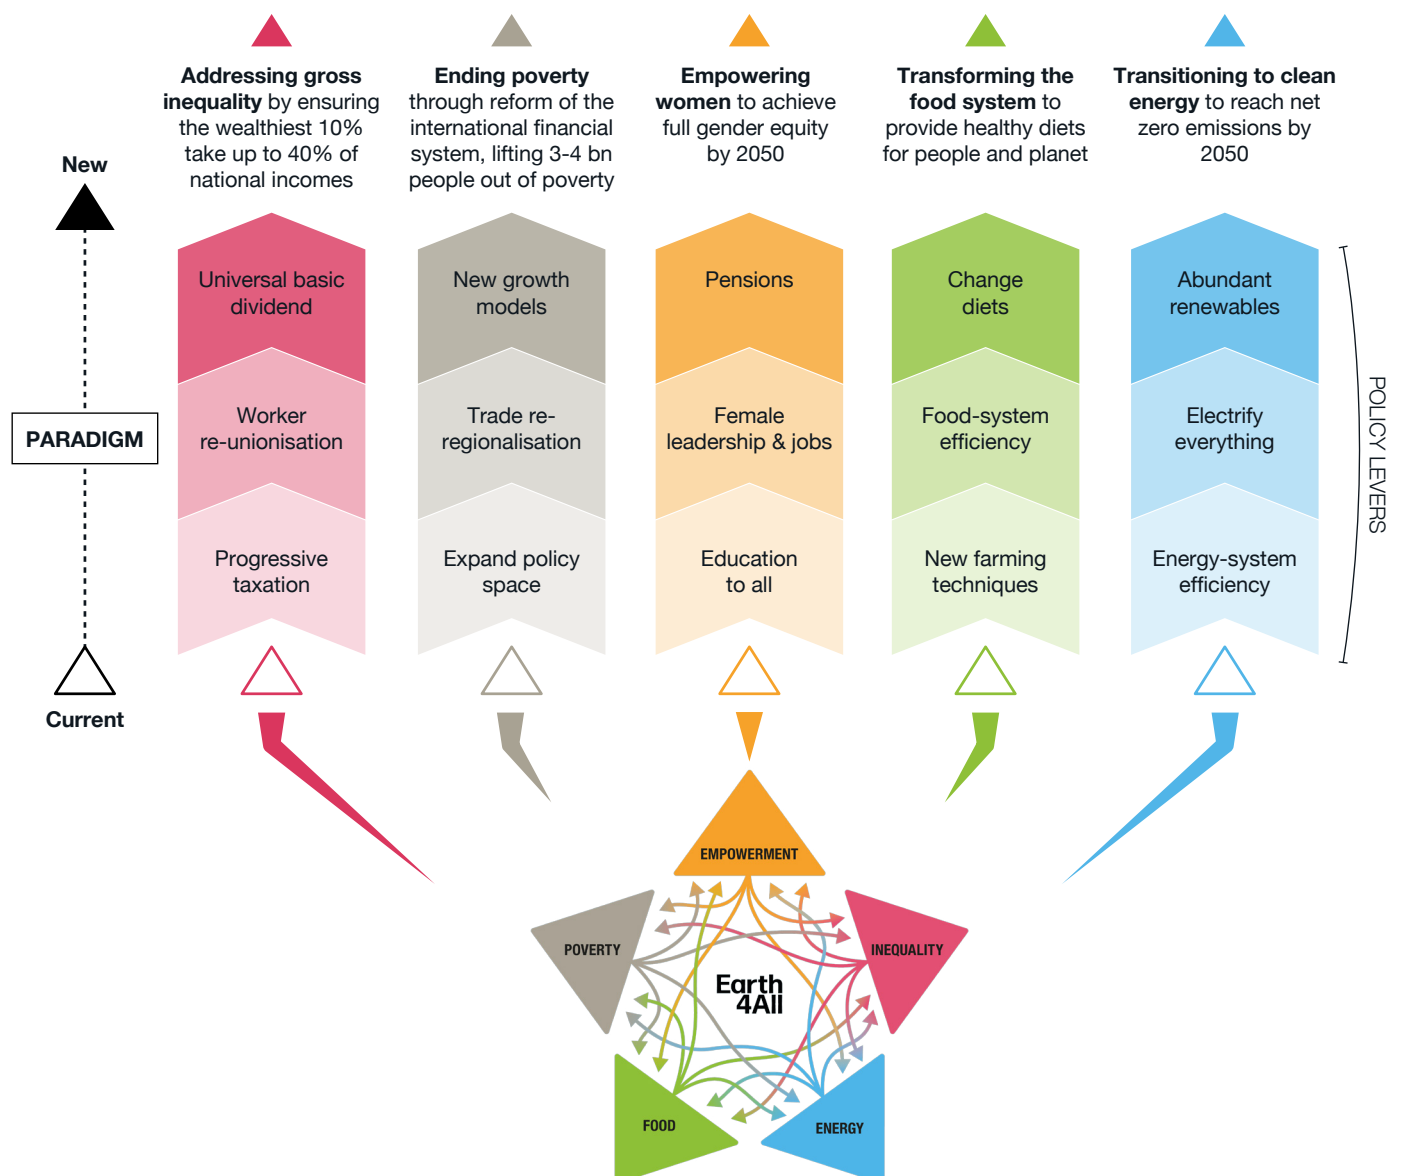 Addressing gross
inequality by ensuring
the wealthiest 10%
take up to 40% of
national incomes
Ending poverty
through reform of the
international financial
system, lifting 3-4 bn
people out of poverty
Empowering
women to achieve
full gender equity
by 2050
Transforming the
food system to
provide healthy diets
for people and planet
Transitioning to clean
energy to reach net
zero emissions by
2050
New
PARADIGM
Current
Universal basic
dividend
Worker
re-unionisation
Progressive
taxation
New growth
models
Trade re-
regionalisation
Expand policy
space
Pensions
Female
leadership & jobs
Education
to all
Change
diets
Food-system
efficiency
New farming
techniques
Abundant
renewables
Electrify
everything
Energy-system
efficiency
POLICY LEVERS
EMPOWERMENT
POVERTY
INEQUALITY
Earth
4All
FOOD
ENERGY